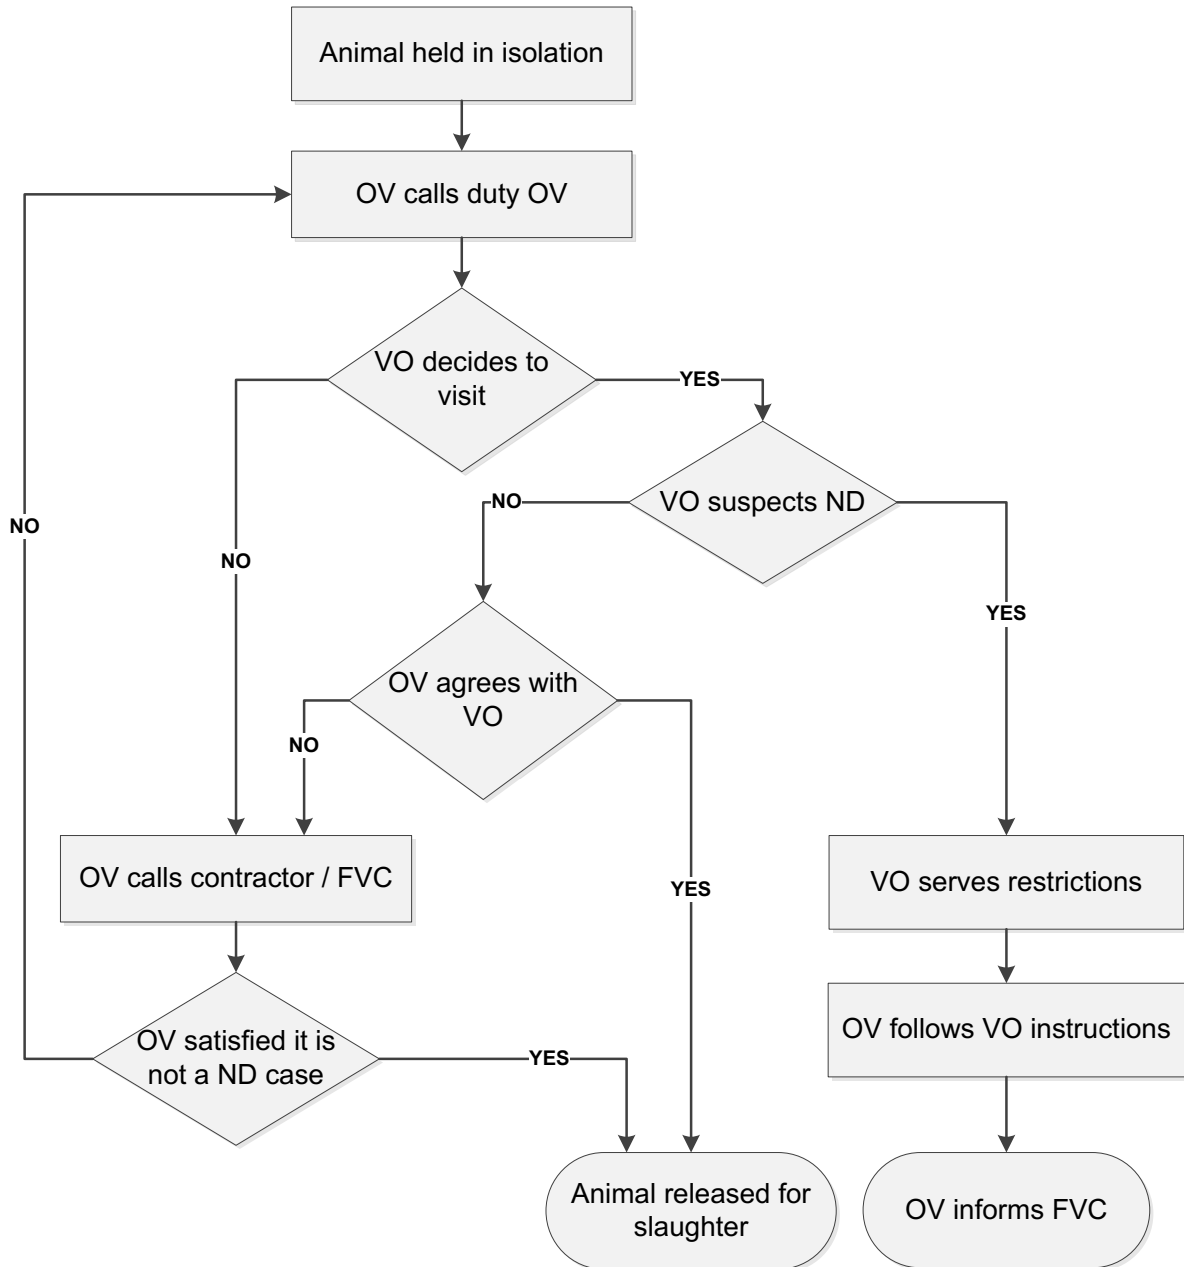 Animal held in isolation
OV calls duty OV
VO decides to
visit
YES
VO suspects ND
NO
NO
NO
YES
OV agrees with
VO
NO
OV calls contractor / FVC
YES
VO serves restrictions
OV follows VO instructions
OV satisfied it is
not a ND case
YES
Animal released for
slaughter
OV informs FVC